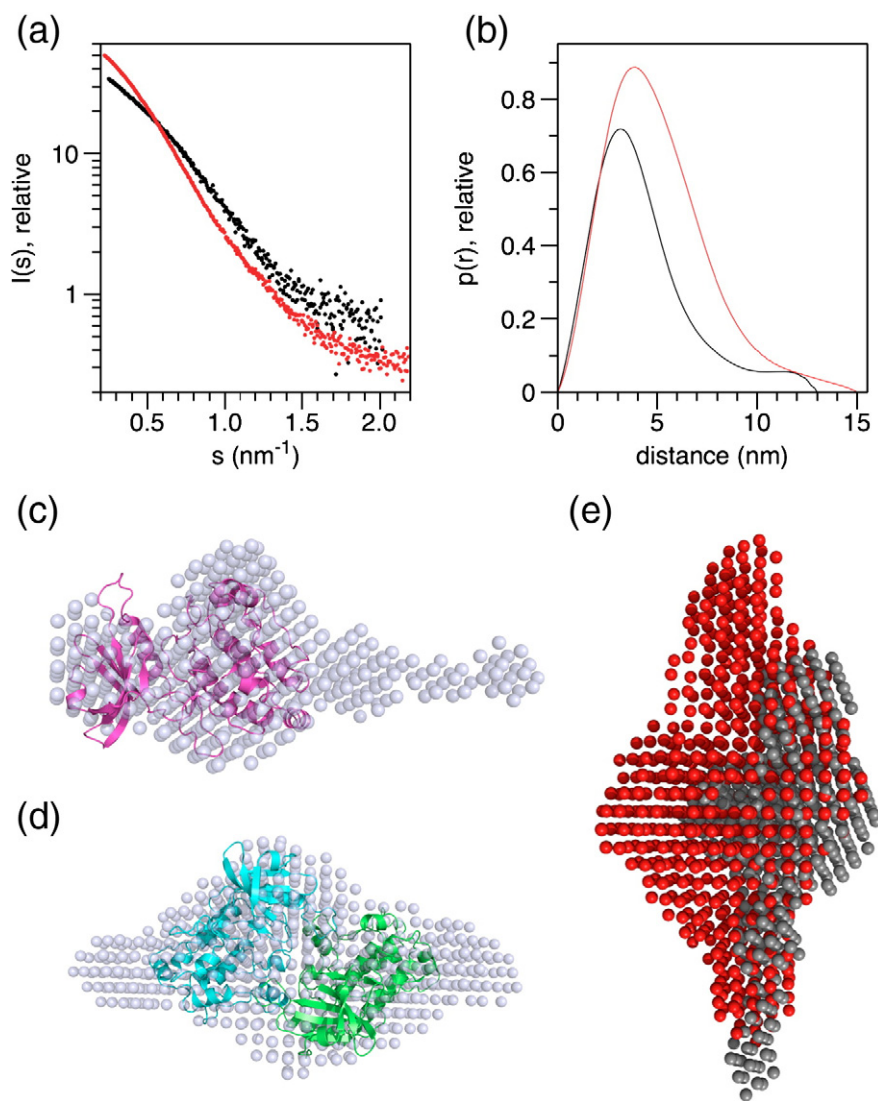 (a)
I(s), relative
10
1
0.5 1.0 1.5 2.0
s (nm-1)
(b)
p(r), relative
0.8
0.6
0.4
0.2
0
0 5 10 15
distance (nm)
(c)
(e)
(d)